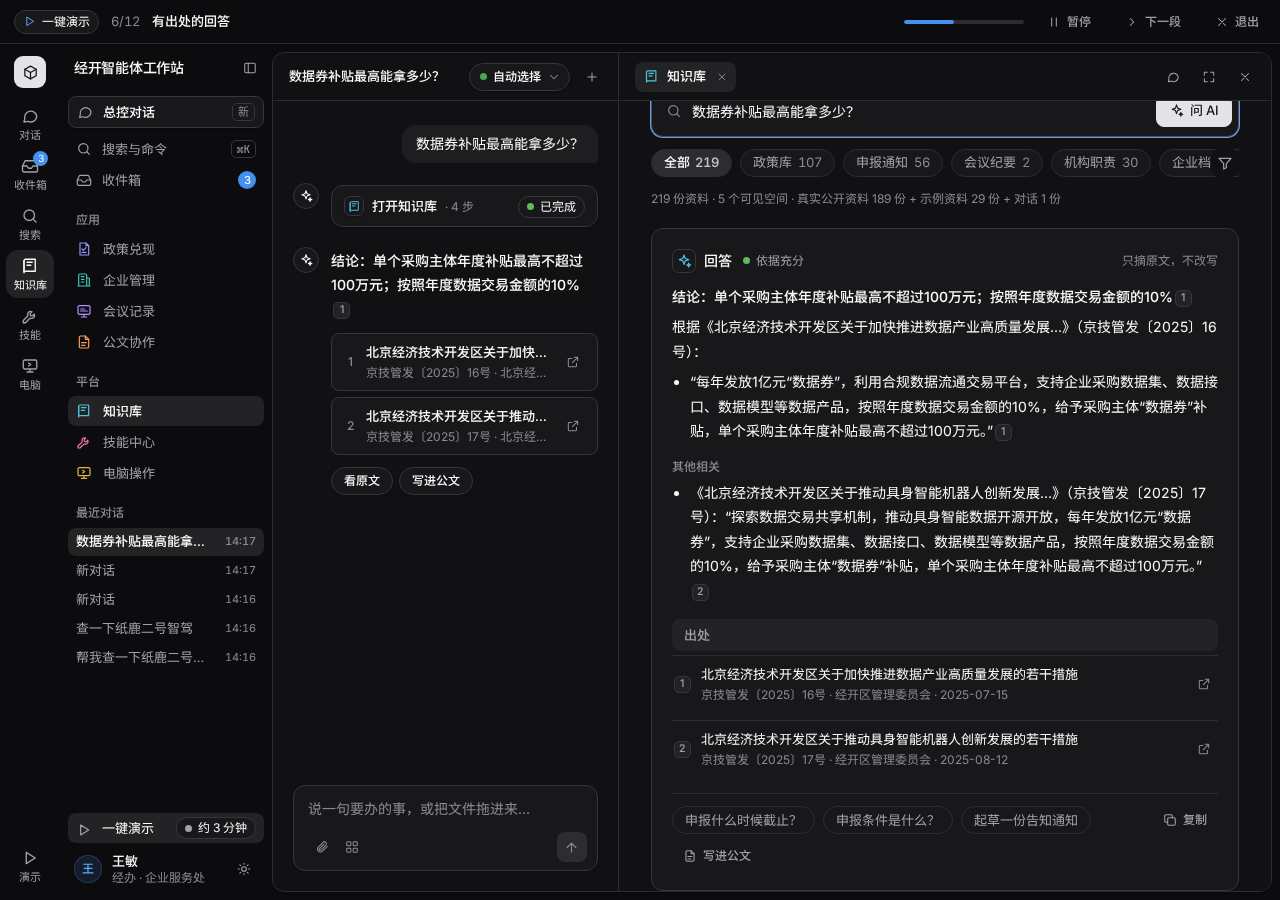 一键演示
6/12
有出处的回答
暂停
下一段
退出
对话
3
收件箱
搜索
知识库
技能
电脑
演示
经开智能体工作站
总控对话
新
搜索与命令
⌘K
收件箱
3
应用
政策兑现
企业管理
会议记录
公文协作
平台
知识库
技能中心
电脑操作
最近对话
数据券补贴最高能拿... 14:17
新对话 14:17
新对话 14:16
查一下纸鹿二号智驾 14:16
帮我查一下纸鹿二号... 14:16
一键演示
约 3 分钟
王
王敏
经办 · 企业服务处
数据券补贴最高能拿多少？
自动选择
数据券补贴最高能拿多少？
打开知识库 · 4 步
已完成
结论：单个采购主体年度补贴最高不超过
100万元；按照年度数据交易金额的10%
1
1
北京经济技术开发区关于加快...
京技管发〔2025〕16号 · 北京经...
2
北京经济技术开发区关于推动...
京技管发〔2025〕17号 · 北京经...
看原文
写进公文
说一句要办的事，或把文件拖进来...
知识库
数据券补贴最高能拿多少？
问 AI
全部 219
政策库 107
申报通知 56
会议纪要 2
机构职责 30
企业档
219 份资料 · 5 个可见空间 · 真实公开资料 189 份 + 示例资料 29 份 + 对话 1 份
回答
依据充分
只摘原文，不改写
结论：单个采购主体年度补贴最高不超过100万元；按照年度数据交易金额的10% 1
根据《北京经济技术开发区关于加快推进数据产业高质量发展...》（京技管发〔2025〕16
号）：
“每年发放1亿元“数据券”，利用合规数据流通交易平台，支持企业采购数据集、数据接
口、数据模型等数据产品，按照年度数据交易金额的10%，给予采购主体“数据券”补
贴，单个采购主体年度补贴最高不超过100万元。” 1
其他相关
《北京经济技术开发区关于推动具身智能机器人创新发展...》（京技管发〔2025〕17
号）：“探索数据交易共享机制，推动具身智能数据开源开放，每年发放1亿元“数据
券”，支持企业采购数据集、数据接口、数据模型等数据产品，按照年度数据交易金额
的10%，给予采购主体“数据券”补贴，单个采购主体年度补贴最高不超过100万元。”
2
出处
1
北京经济技术开发区关于加快推进数据产业高质量发展的若干措施
京技管发〔2025〕16号 · 经开区管理委员会 · 2025-07-15
2
北京经济技术开发区关于推动具身智能机器人创新发展的若干措施
京技管发〔2025〕17号 · 经开区管理委员会 · 2025-08-12
申报什么时候截止？
申报条件是什么？
起草一份告知通知
复制
写进公文